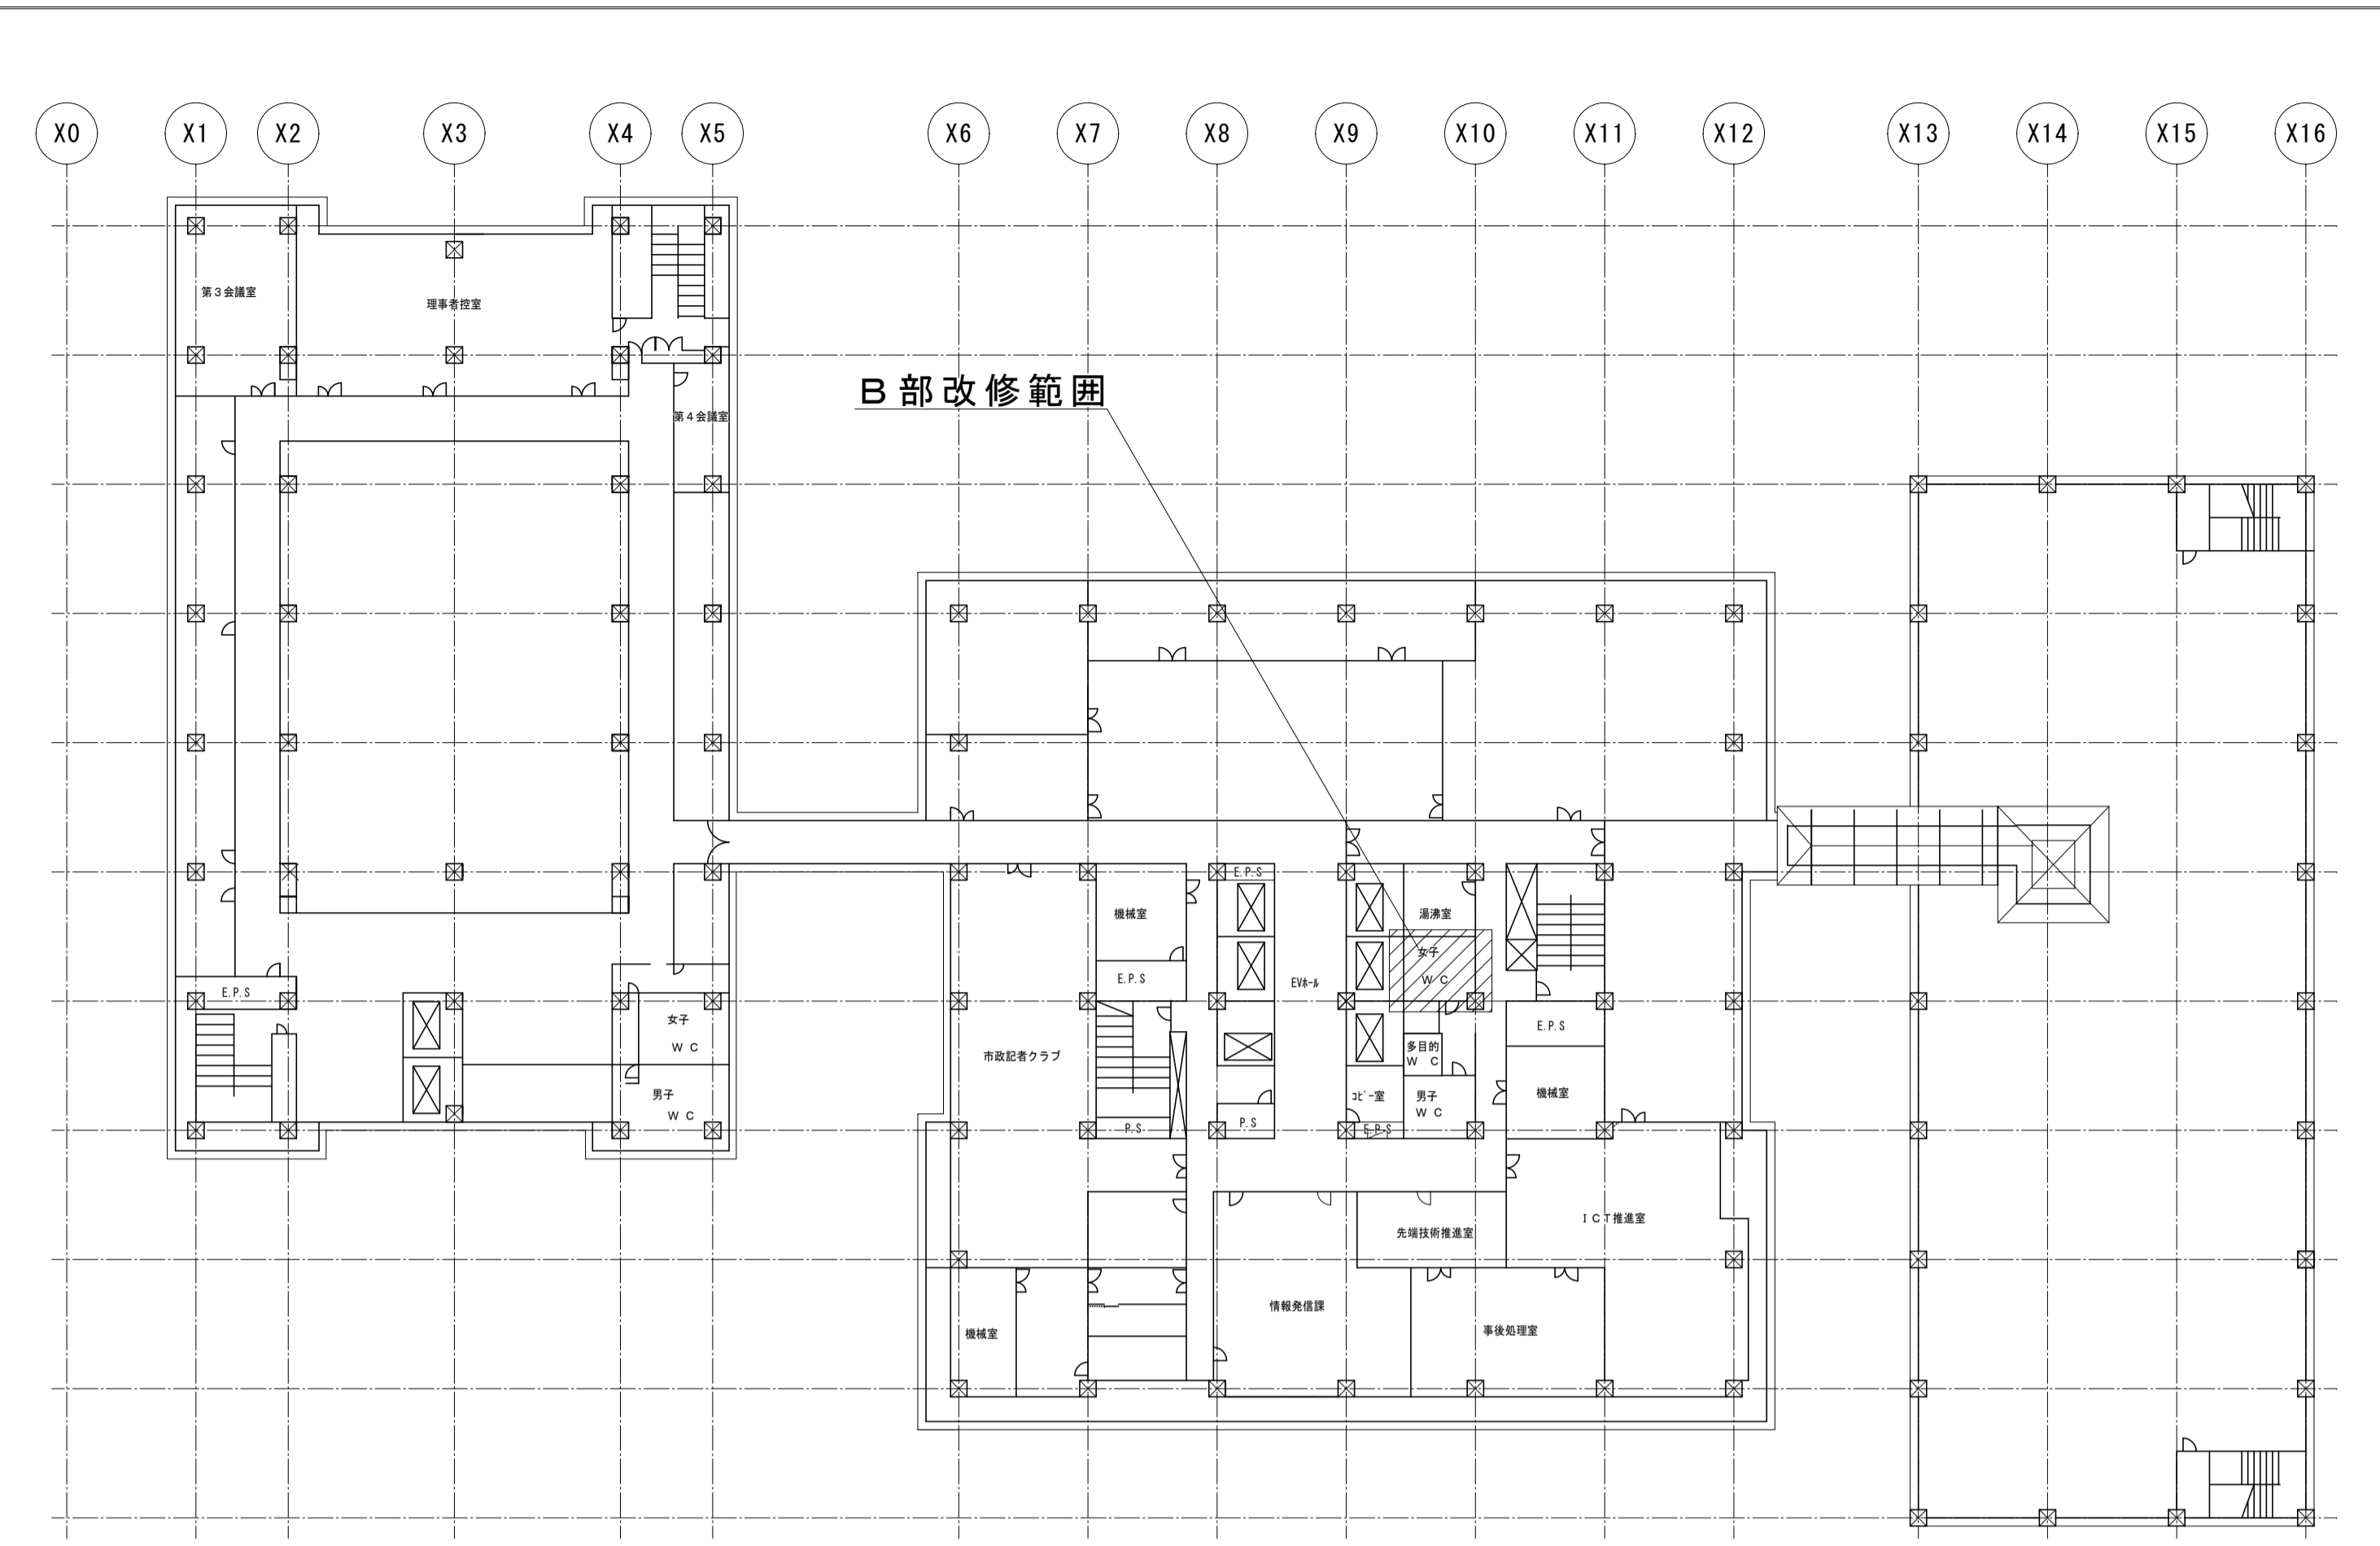 X0 X1 X2 X3 X4 X5 X6 X7 X8 X9 X10 X11 X12 X13 X14 X15 X16
第３会議室
理事者控室
Ｂ部改修範囲
第４会議室
E.P.S
機械室
湯沸室
女子
ＷＣ
E.P.S
EVﾎｰﾙ
E.P.S
女子
ＷＣ
E.P.S
市政記者クラブ
多目的
Ｗ Ｃ
機械室
男子
ＷＣ
ｺﾋﾟｰ室
男子
ＷＣ
P.S
P.S
E.P.S
ＩＣＴ推進室
先端技術推進室
情報発信課
事後処理室
機械室